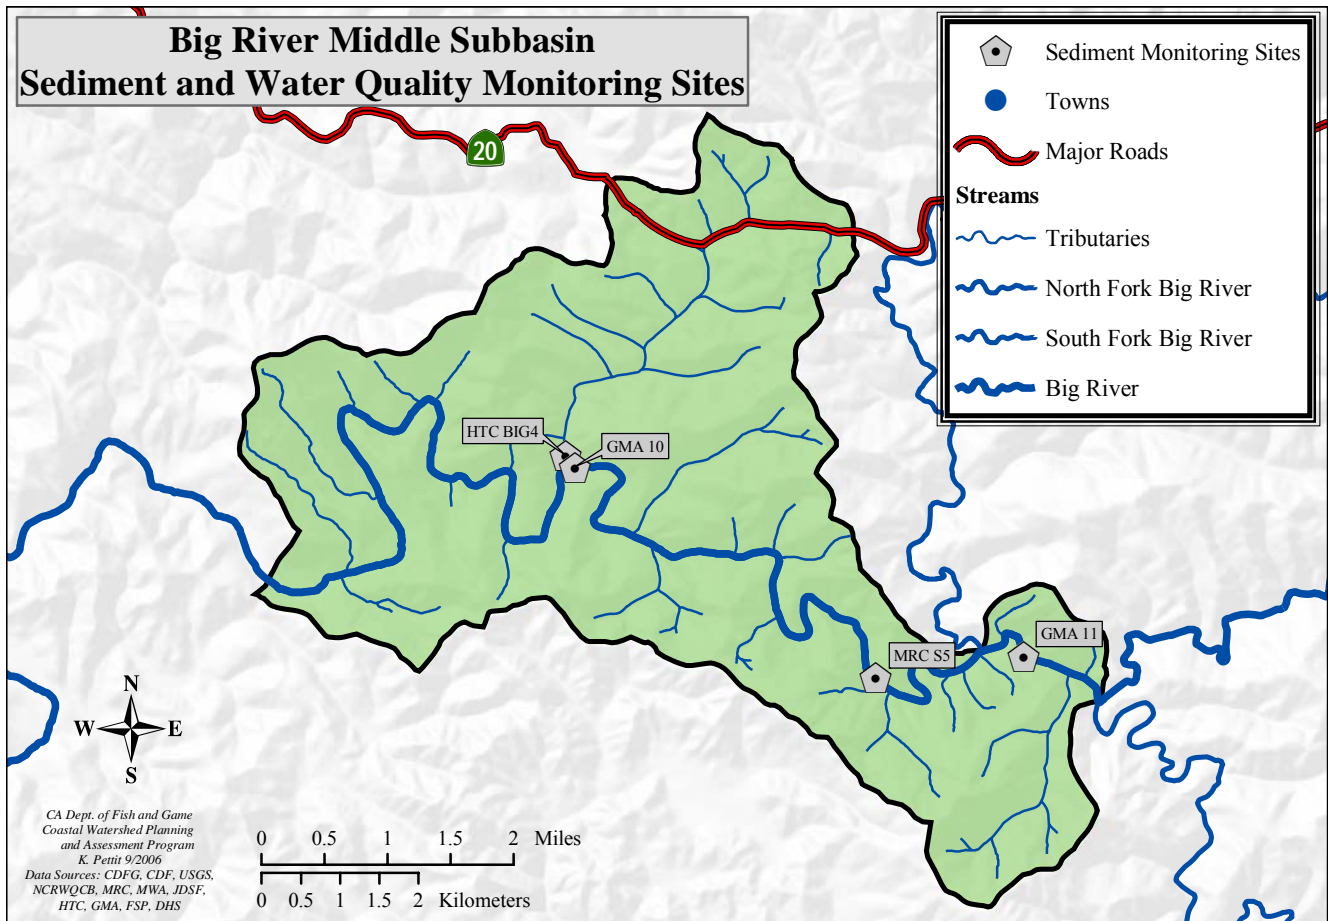 Big River Middle Subbasin
Sediment and Water Quality Monitoring Sites
Sediment Monitoring Sites
Towns
Major Roads
Streams
Tributaries
North Fork Big River
South Fork Big River
Big River
20
HTC BIG4
GMA 10
GMA 11
MRC S5
N
W E
S
CA Dept. of Fish and Game
Coastal Watershed Planning
and Assessment Program
K. Pettit 9/2006
Data Sources: CDFG, CDF, USGS,
NCRWQCB, MRC, MWA, JDSF,
HTC, GMA, FSP, DHS
0 0.5 1 1.5 2 Miles
0 0.5 1 1.5 2 Kilometers